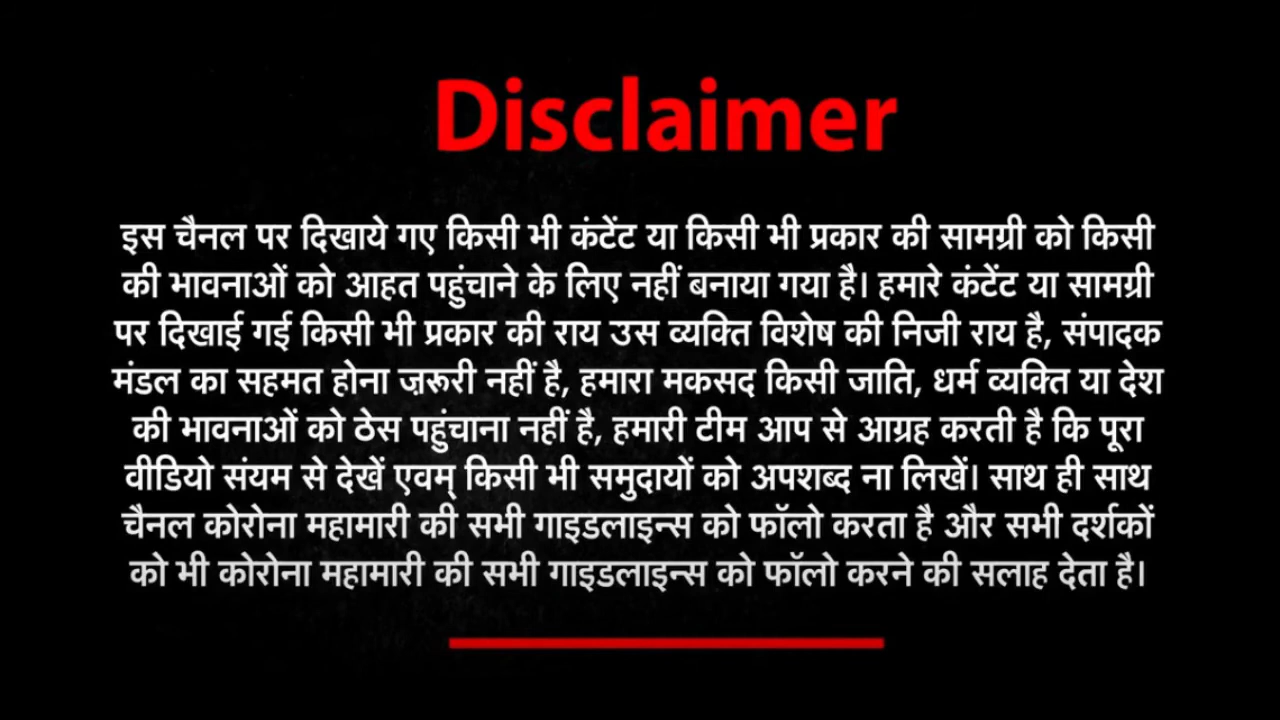 Disclaimer
इस चैनल पर दिखाये गए किसी भी कंटेंट या किसी भी प्रकार की सामग्री को किसी
की भावनाओं को आहत पहुंचाने के लिए नहीं बनाया गया है। हमारे कंटेंट या सामग्री
पर दिखाई गई किसी भी प्रकार की राय उस व्यक्ति विशेष की निजी राय है, संपादक
मंडल का सहमत होना ज़रूरी नहीं है, हमारा मकसद किसी जाति, धर्म व्यक्ति या देश
की भावनाओं को ठेस पहुंचाना नहीं है, हमारी टीम आप से आग्रह करती है कि पूरा
वीडियो संयम से देखें एवम् किसी भी समुदायों को अपशब्द ना लिखें। साथ ही साथ
चैनल कोरोना महामारी की सभी गाइडलाइन्स को फॉलो करता है और सभी दर्शकों
को भी कोरोना महामारी की सभी गाइडलाइन्स को फॉलो करने की सलाह देता है।